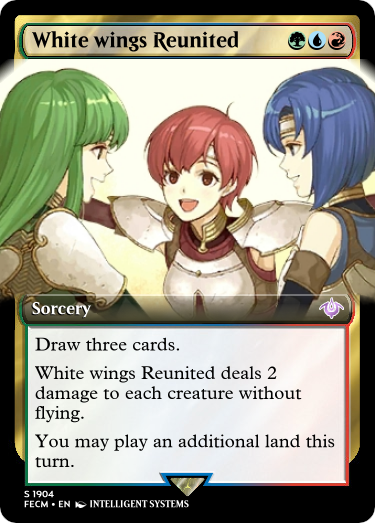 White wings Reunited
Sorcery
Draw three cards.
White wings Reunited deals 2
damage to each creature without
flying.
You may play an additional land this
turn.
S 1904
FECM • EN INTELLIGENT SYSTEMS